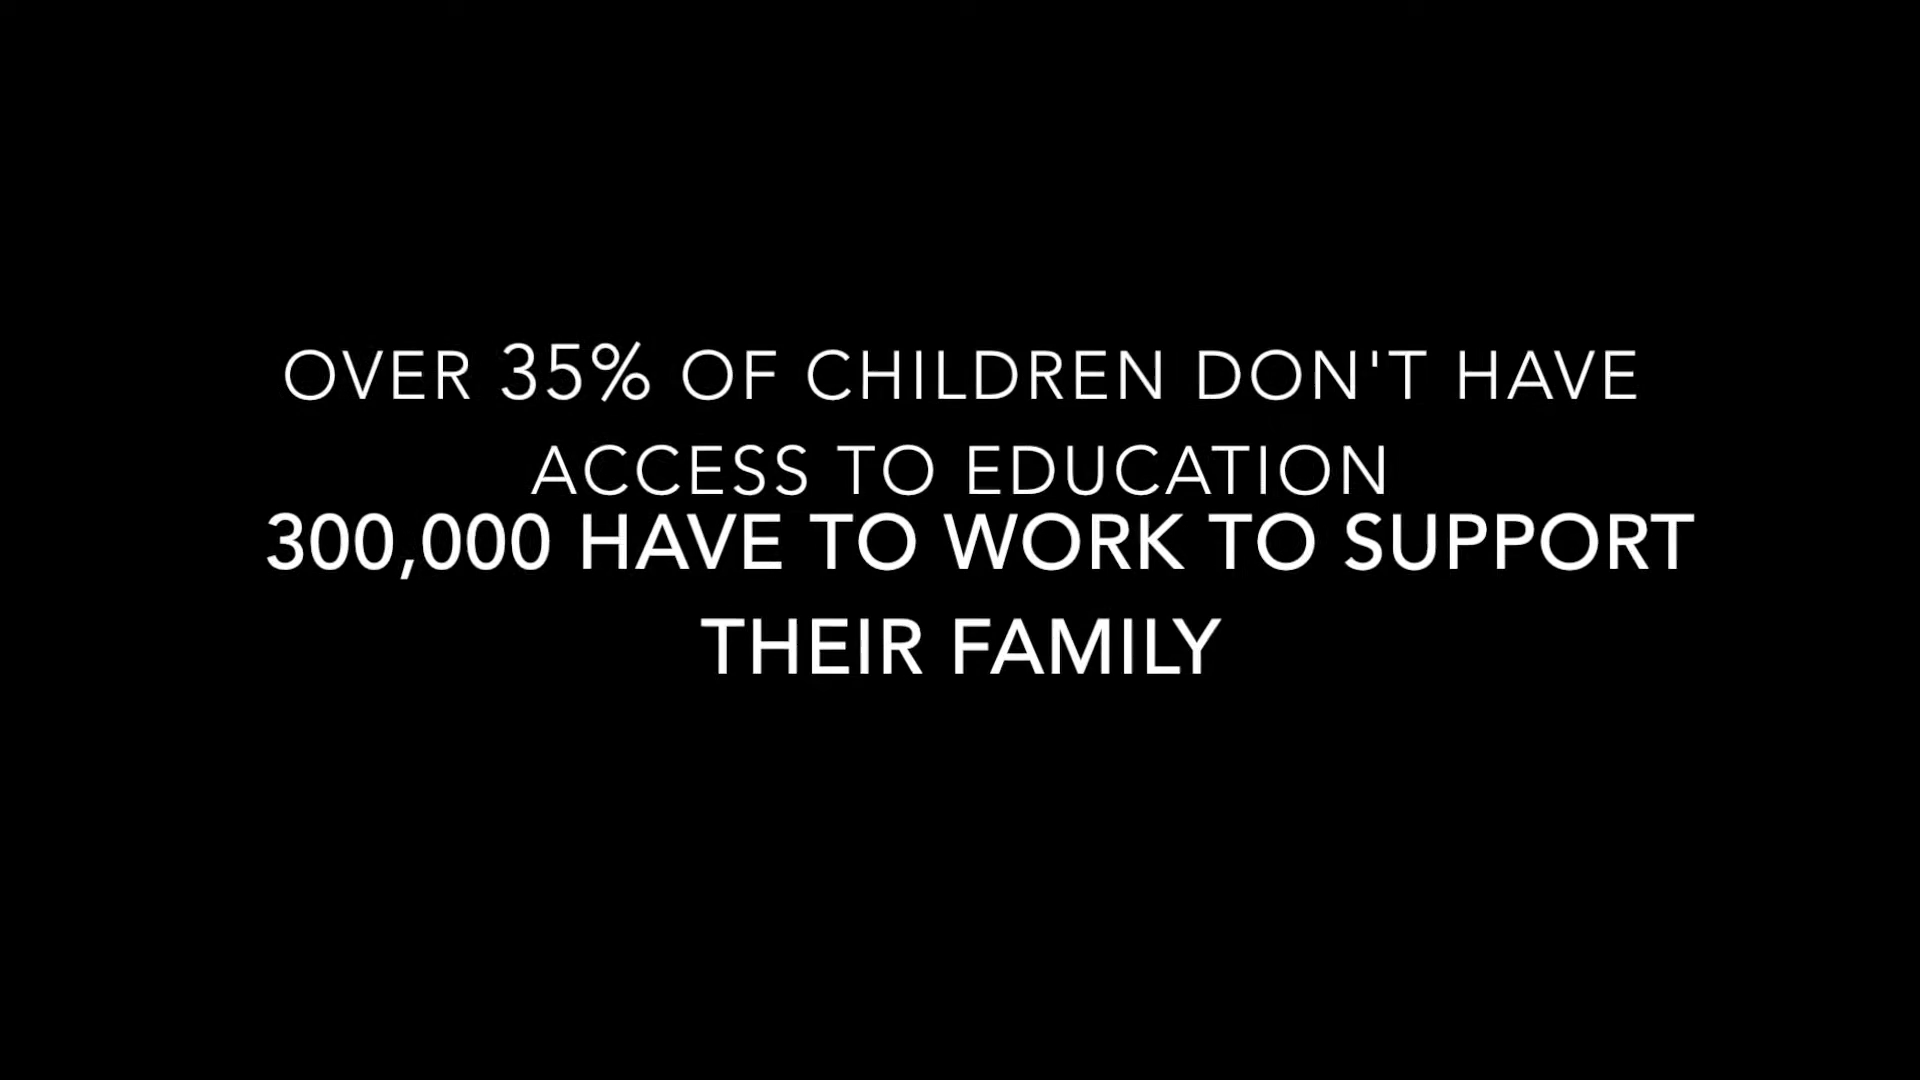 OVER 35% OF CHILDREN DON'T HAVE
ACCESS TO EDUCATION
300,000 HAVE TO WORK TO SUPPORT
THEIR FAMILY